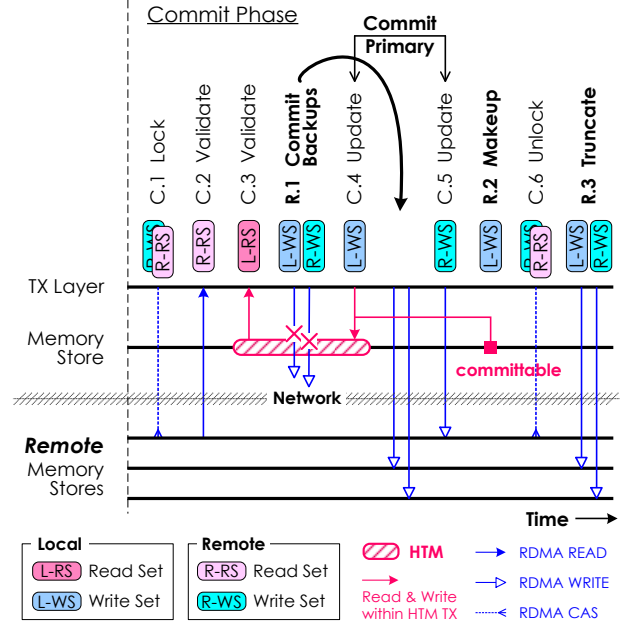 Commit Phase
Commit
Primary
C.1 Lock
C.2 Validate
C.3 Validate
R.1 Commit
Backups
C.4 Update
C.5 Update
R.2 Makeup
C.6 Unlock
R.3 Truncate
R-WS
R-RS
R-RS
L-RS
L-WS
R-WS
L-WS
R-WS
L-WS
R-WS
R-RS
L-WS
R-WS
TX Layer
Memory
Store
committable
Network
Remote
Memory
Stores
Time
Local
L-RS Read Set
L-WS Write Set
Remote
R-RS Read Set
R-WS Write Set
HTM
Read & Write
within HTM TX
RDMA READ
RDMA WRITE
RDMA CAS